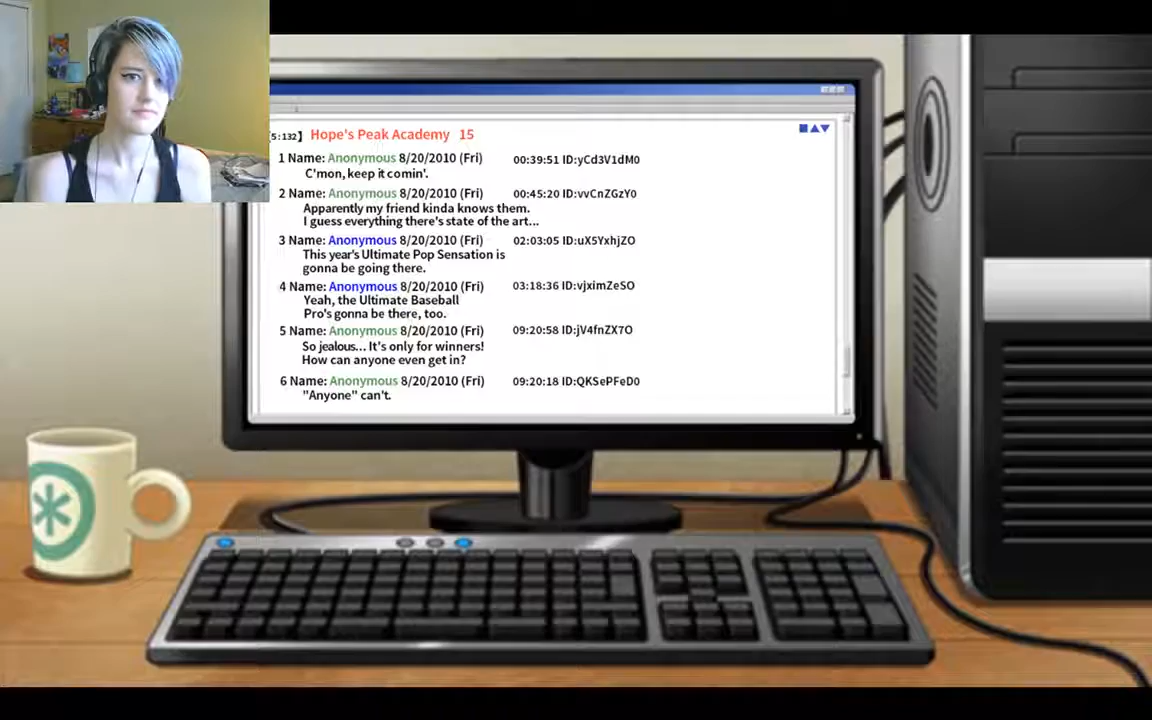 [5:132] Hope's Peak Academy 15
1 Name: Anonymous 8/20/2010 (Fri) 00:39:51 ID:yCd3V1dM0
C'mon, keep it comin'.
2 Name: Anonymous 8/20/2010 (Fri) 00:45:20 ID:vvCnZGzY0
Apparently my friend kinda knows them.
I guess everything there's state of the art...
3 Name: Anonymous 8/20/2010 (Fri) 02:03:05 ID:uX5YxhjZO
This year's Ultimate Pop Sensation is
gonna be going there.
4 Name: Anonymous 8/20/2010 (Fri) 03:18:36 ID:vjximZeSO
Yeah, the Ultimate Baseball
Pro's gonna be there, too.
5 Name: Anonymous 8/20/2010 (Fri) 09:20:58 ID:jV4fnZX7O
So jealous... It's only for winners!
How can anyone even get in?
6 Name: Anonymous 8/20/2010 (Fri) 09:20:18 ID:QKSePFeD0
"Anyone" can't.